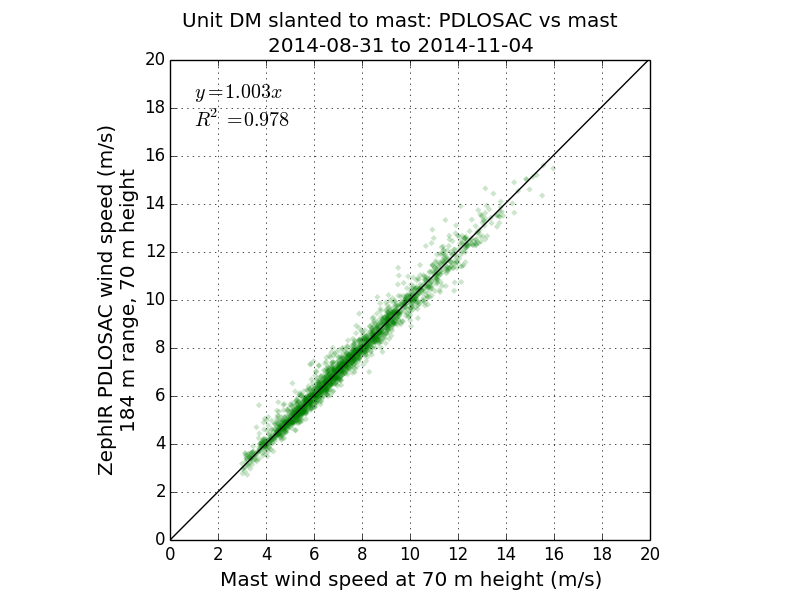 Unit DM slanted to mast: PDLOSAC vs mast
2014-08-31 to 2014-11-04
y=1.003x
R² =0.978
ZephIR PDLOSAC wind speed (m/s)
184 m range, 70 m height
20
18
16
14
12
10
8
6
4
2
0
0 2 4 6 8 10 12 14 16 18 20
Mast wind speed at 70 m height (m/s)